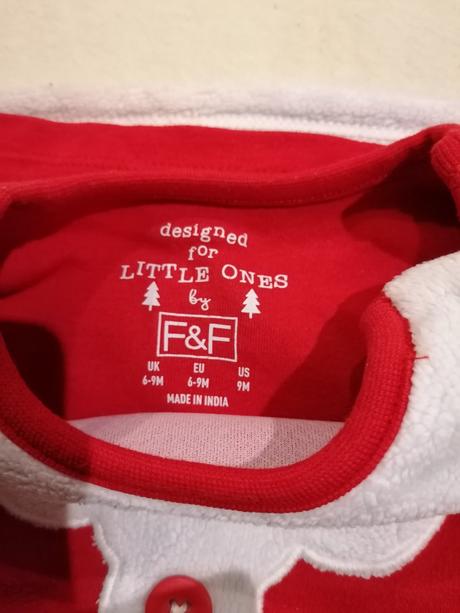 designed
for
LITTLE ONES
by
F&F
UK EU US
6-9M 6-9M 9M
MADE IN INDIA